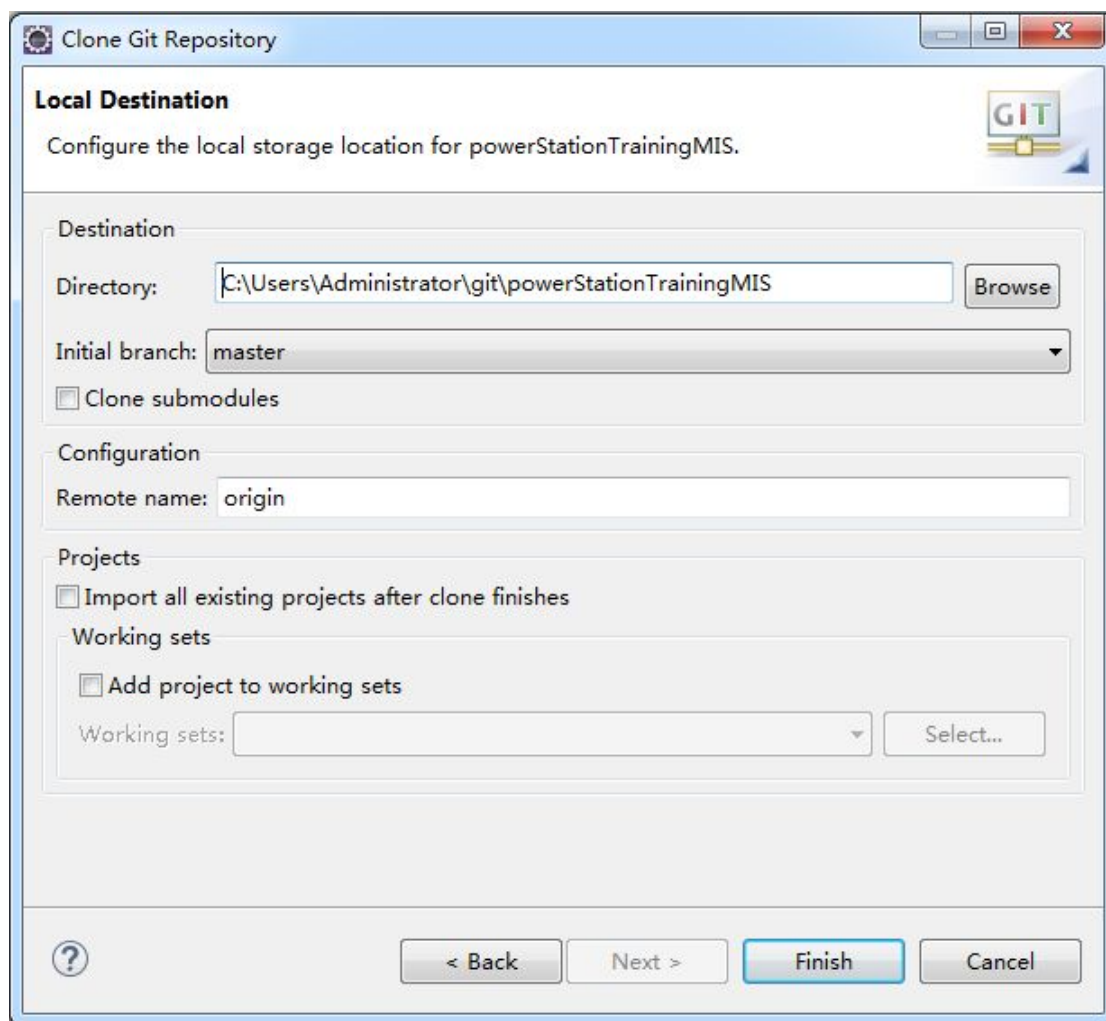 Clone Git Repository
Local Destination
GIT
Configure the local storage location for powerStationTrainingMIS.
Destination
Directory: C:\Users\Administrator\git\powerStationTrainingMIS Browse
Initial branch: master
Clone submodules
Configuration
Remote name: origin
Projects
Import all existing projects after clone finishes
Working sets
Add project to working sets
Working sets: Select...
? < Back Next > Finish Cancel